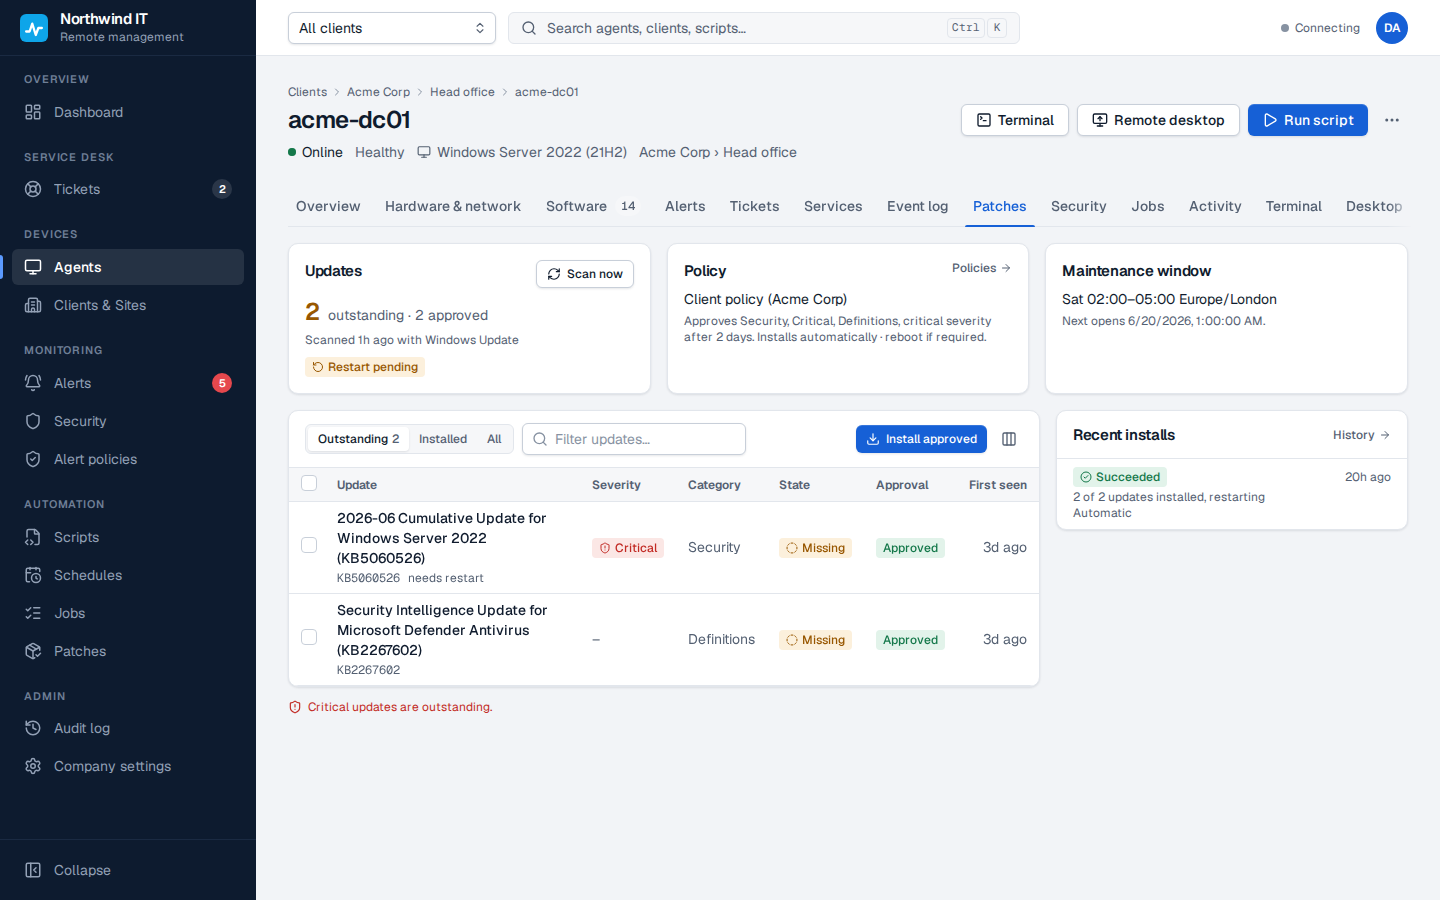 Northwind IT
Remote management
All clients
Search agents, clients, scripts...
Ctrl K
Connecting
DA
OVERVIEW
Dashboard
SERVICE DESK
Tickets 2
DEVICES
Agents
Clients & Sites
MONITORING
Alerts 5
Security
Alert policies
AUTOMATION
Scripts
Schedules
Jobs
Patches
ADMIN
Audit log
Company settings
Collapse
Clients > Acme Corp > Head office > acme-dc01
acme-dc01
Terminal
Remote desktop
Run script
Online Healthy Windows Server 2022 (21H2) Acme Corp › Head office
Overview Hardware & network Software 14 Alerts Tickets Services Event log Patches Security Jobs Activity Terminal Desktop
Updates
Scan now
2 outstanding · 2 approved
Scanned 1h ago with Windows Update
Restart pending
Policy
Policies →
Client policy (Acme Corp)
Approves Security, Critical, Definitions, critical severity
after 2 days. Installs automatically · reboot if required.
Maintenance window
Sat 02:00–05:00 Europe/London
Next opens 6/20/2026, 1:00:00 AM.
Outstanding 2 Installed All
Filter updates...
Install approved
Update Severity Category State Approval First seen
2026-06 Cumulative Update for
Windows Server 2022
(KB5060526)
KB5060526 needs restart
Critical Security Missing Approved 3d ago
Security Intelligence Update for
Microsoft Defender Antivirus
(KB2267602)
KB2267602
– Definitions Missing Approved 3d ago
Critical updates are outstanding.
Recent installs
History →
Succeeded 20h ago
2 of 2 updates installed, restarting
Automatic